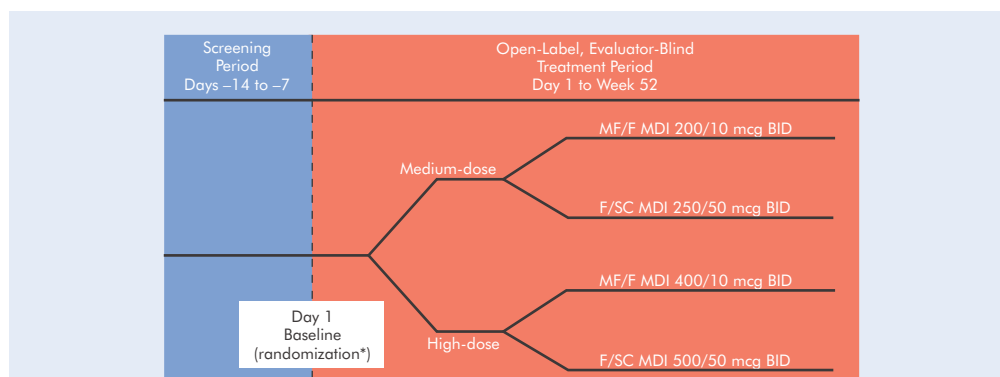 Screening
Period
Days –14 to –7
Open-Label, Evaluator-Blind
Treatment Period
Day 1 to Week 52
MF/F MDI 200/10 mcg BID
Medium-dose
F/SC MDI 250/50 mcg BID
MF/F MDI 400/10 mcg BID
Day 1
Baseline
(randomization*)
High-dose
F/SC MDI 500/50 mcg BID